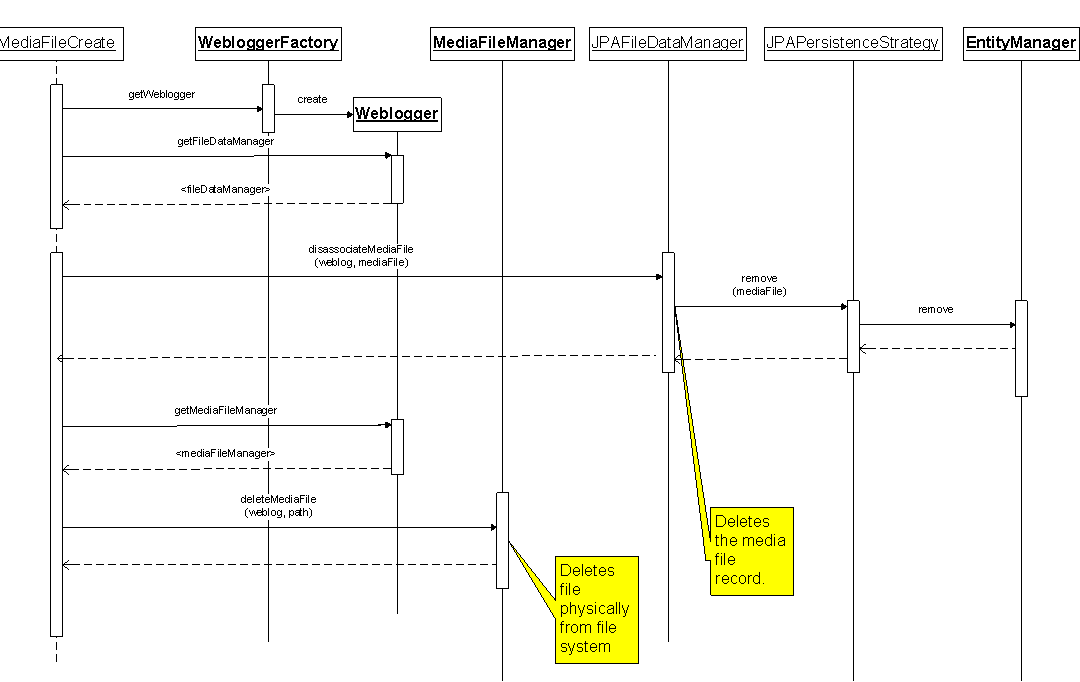 MediaFileCreate
WebloggerFactory
MediaFileManager
JPAFileDataManager
JPAPersistenceStrategy
EntityManager
getWeblogger
create
Weblogger
getFileDataManager
<fileDataManager>
disassociateMediaFile
(weblog, mediaFile)
remove
(mediaFile)
remove
getMediaFileManager
<mediaFileManager>
deleteMediaFile
(weblog, path)
Deletes
the media
file
record.
Deletes
file
physically
from file
system